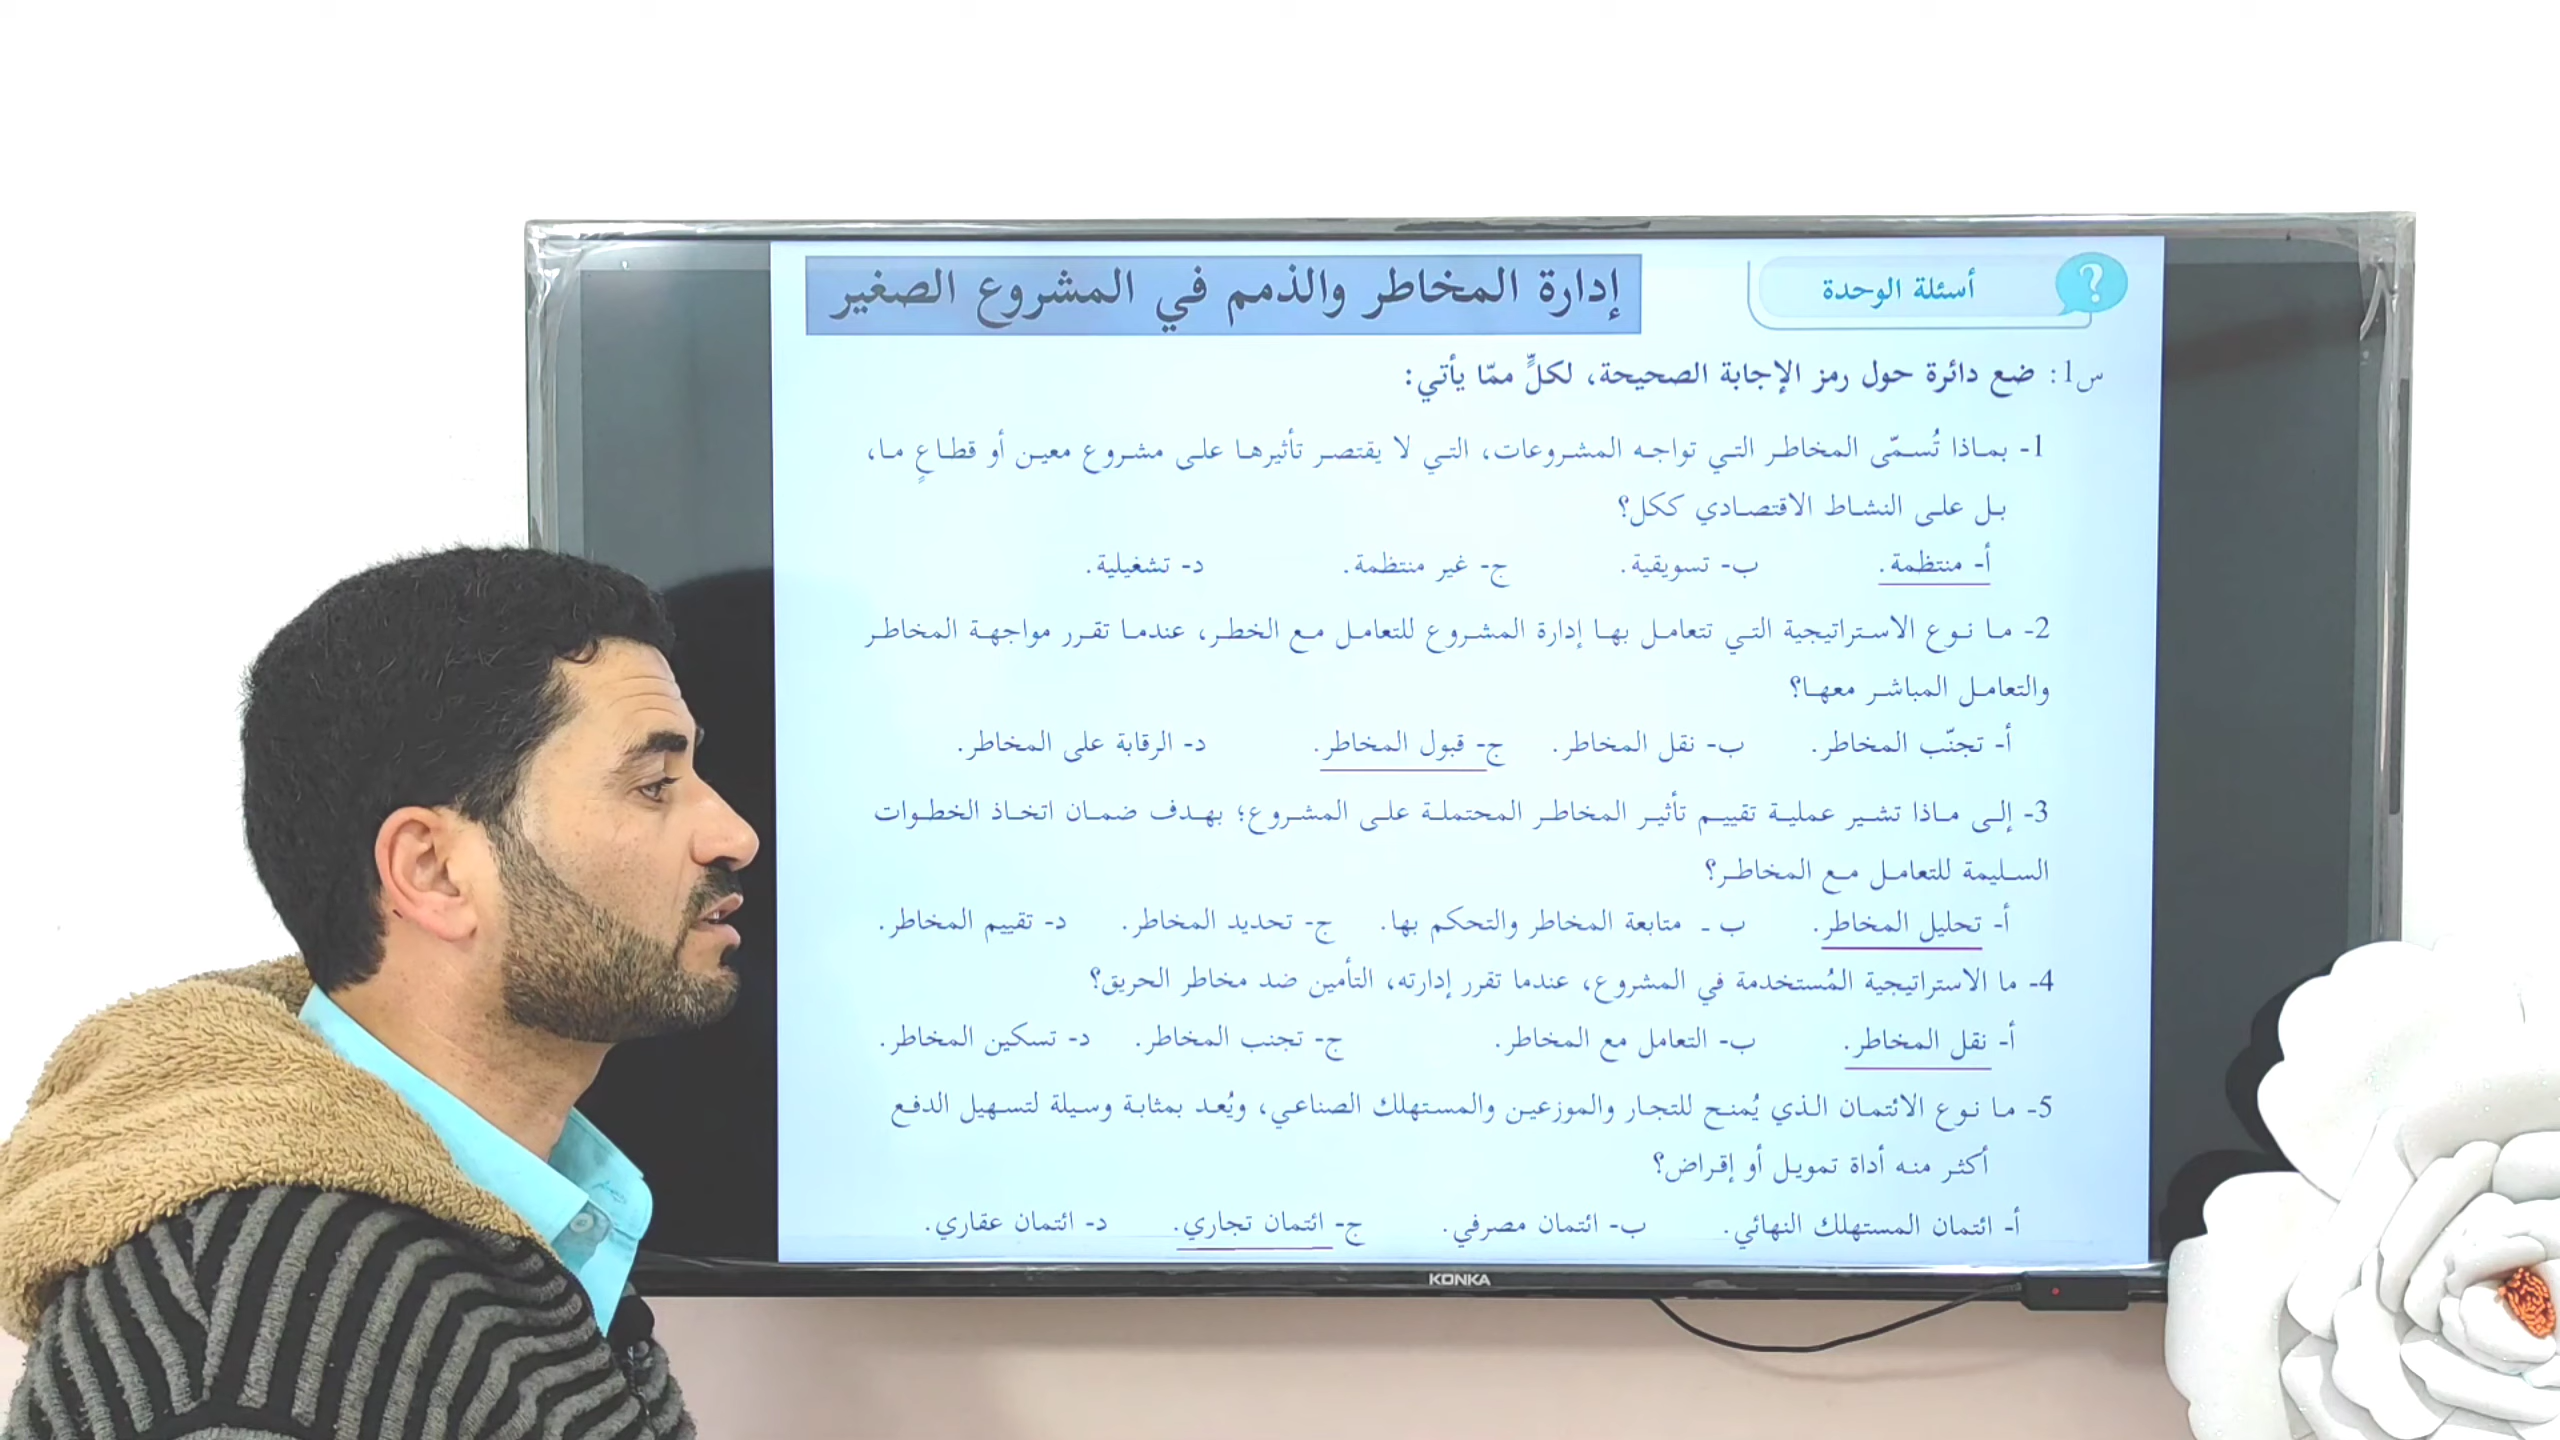 أسئلة الوحدة
إدارة المخاطر والذمم في المشروع الصغير
س1: ضع دائرة حول رمز الإجابة الصحيحة، لكلٍّ ممّا يأتي:
1- بماذا تُسمّى المخاطر التي تواجه المشروعات، التي لا يقتصر تأثيرها على مشروع معين أو قطاعٍ ما،
بل على النشاط الاقتصادي ككل؟
أ- منتظمة. ب- تسويقية. ج- غير منتظمة. د- تشغيلية.
2- ما نوع الاستراتيجية التي تتعامل بها إدارة المشروع للتعامل مع الخطر، عندما تقرر مواجهة المخاطر
والتعامل المباشر معها؟
أ- تجنّب المخاطر. ب- نقل المخاطر. ج- قبول المخاطر. د- الرقابة على المخاطر.
3- إلى ماذا تشير عملية تقييم تأثير المخاطر المحتملة على المشروع؛ بهدف ضمان اتخاذ الخطوات
السليمة للتعامل مع المخاطر؟
أ- تحليل المخاطر. ب - متابعة المخاطر والتحكم بها. ج- تحديد المخاطر. د- تقييم المخاطر.
4- ما الاستراتيجية المُستخدمة في المشروع، عندما تقرر إدارته، التأمين ضد مخاطر الحريق؟
أ- نقل المخاطر. ب- التعامل مع المخاطر. ج- تجنب المخاطر. د- تسكين المخاطر.
5- ما نوع الائتمان الذي يُمنح للتجار والموزعين والمستهلك الصناعي، ويُعد بمثابة وسيلة لتسهيل الدفع
أكثر منه أداة تمويل أو إقراض؟
أ- ائتمان المستهلك النهائي. ب- ائتمان مصرفي. ج- ائتمان تجاري. د- ائتمان عقاري.
KONKA